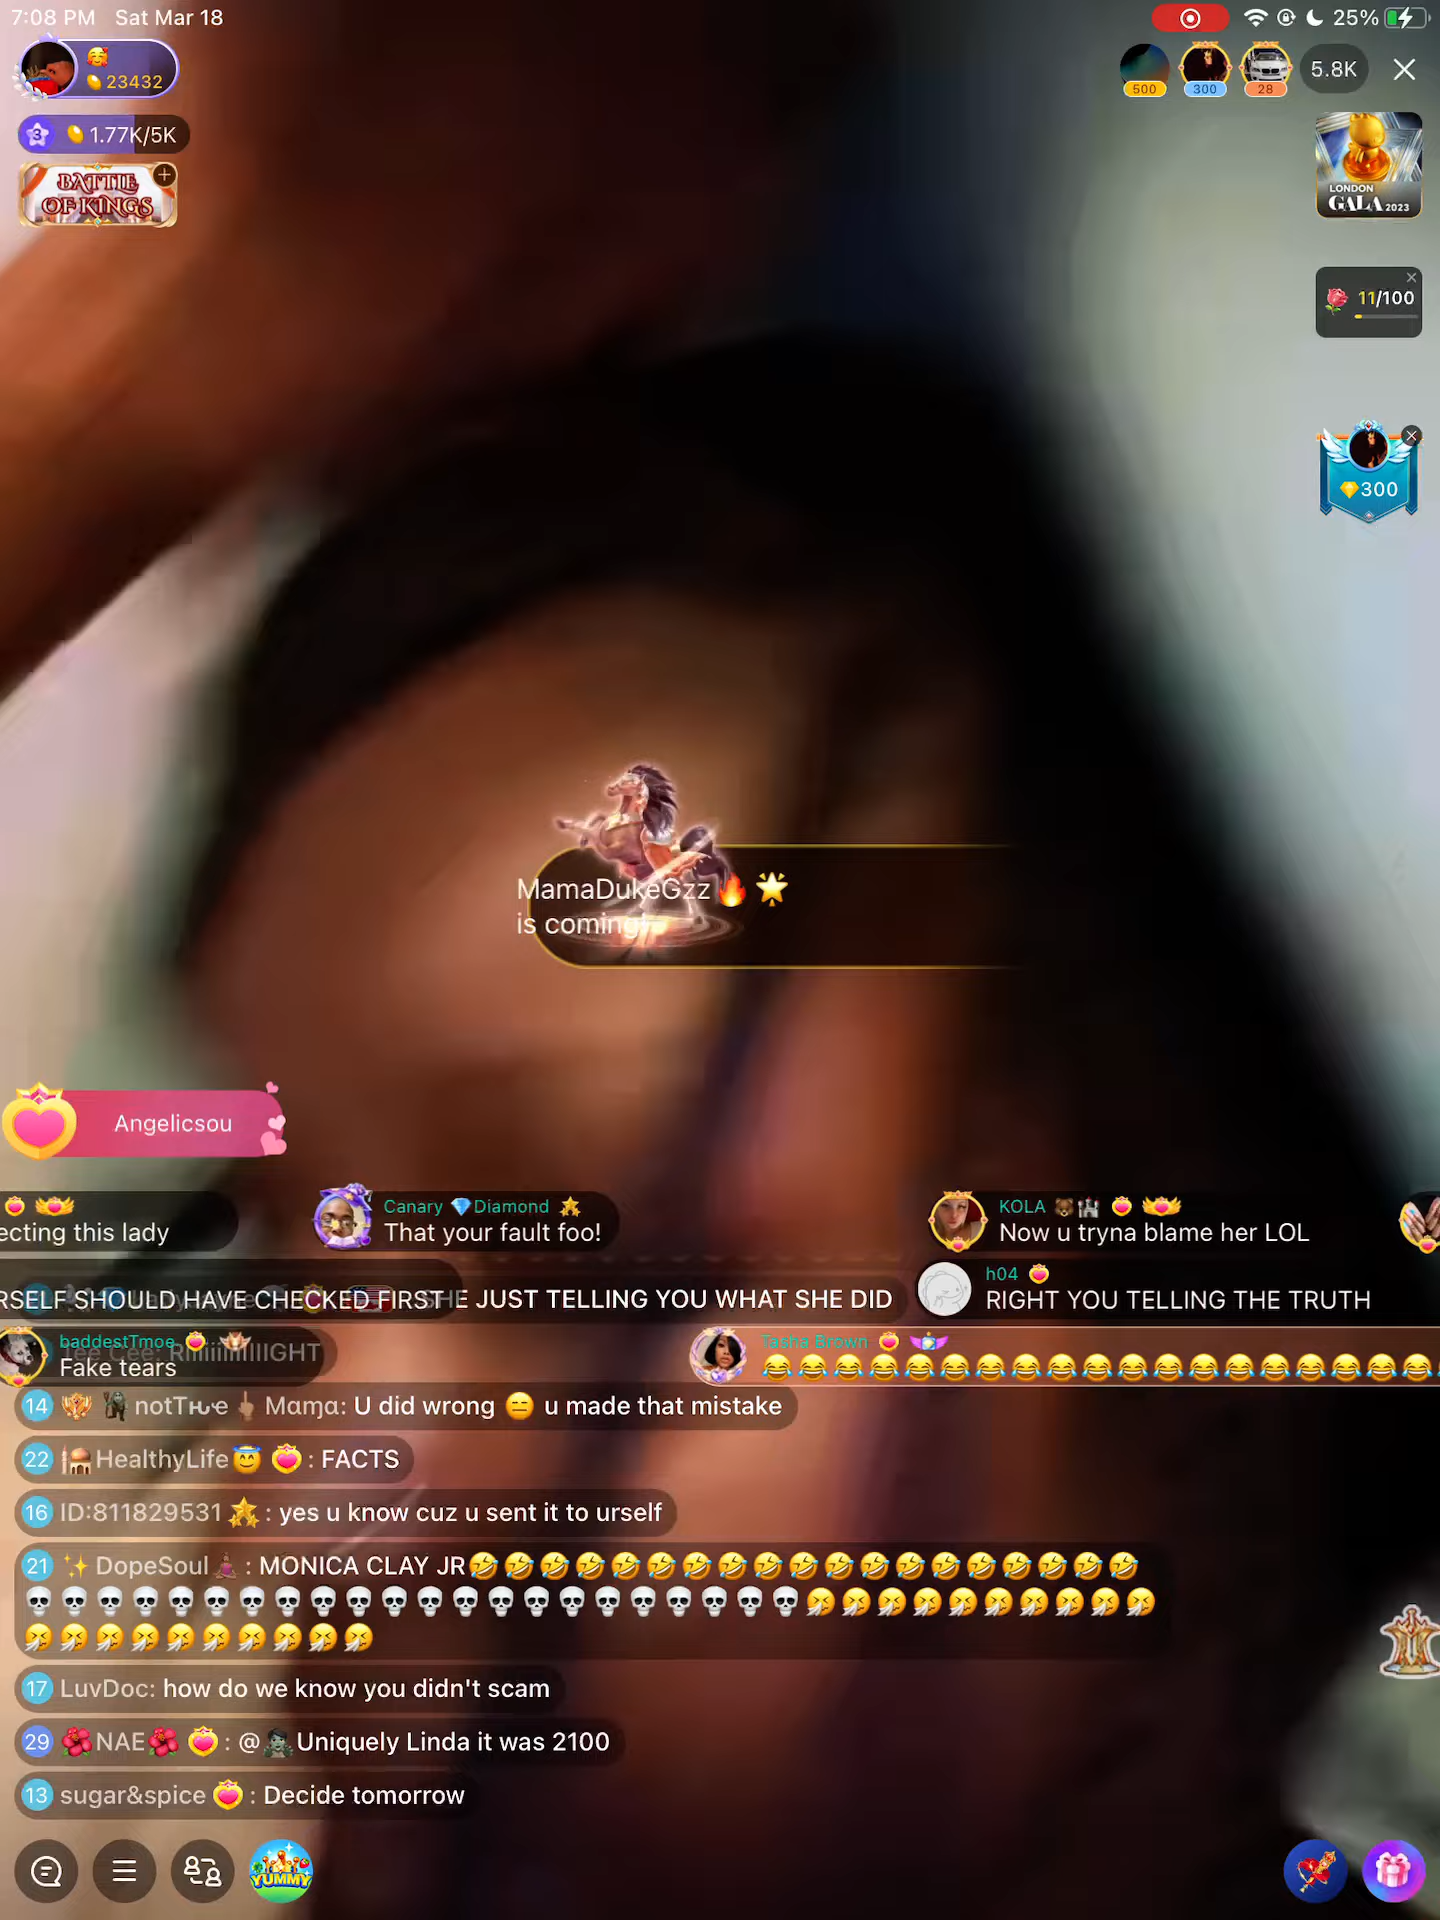 7:08 PM Sat Mar 18
25%
23432
500
300
28
5.8K
3 1.77K/5K
BATTLE
OF KINGS
LONDON
GALA 2023
11/100
300
MamaDukeGzz🔥 🌟
is coming!
Angelicsou
ecting this lady
Canary 💎Diamond
That your fault foo!
KOLA 🐻🏰
Now u tryna blame her LOL
RSELF SHOULD HAVE CHECKED FIRST
E JUST TELLING YOU WHAT SHE DID
h04
RIGHT YOU TELLING THE TRUTH
baddestTmoe
Fake tears
Tasha Brown
😂😂😂😂😂😂😂😂😂😂😂😂😂😂😂😂😂😂😂
14 notTԋҽ🖕🏽 Mαɱα: U did wrong 😑 u made that mistake
22 🕌HealthyLife😇 : FACTS
16 ID:811829531 : yes u know cuz u sent it to urself
21 ✨ DopeSoul🧘🏾‍♀️ : MONICA CLAY JR🤣🤣🤣🤣🤣🤣🤣🤣🤣🤣🤣🤣🤣🤣🤣🤣🤣🤣🤣
💀💀💀💀💀💀💀💀💀💀💀💀💀💀💀💀💀💀💀💀💀💀🤧🤧🤧🤧🤧🤧🤧🤧🤧🤧
🤧🤧🤧🤧🤧🤧🤧🤧🤧🤧
17 LuvDoc: how do we know you didn't scam
29 🌺NAE🌺 : @🧟‍♀️Uniquely Linda it was 2100
13 sugar&spice : Decide tomorrow
YUMMY